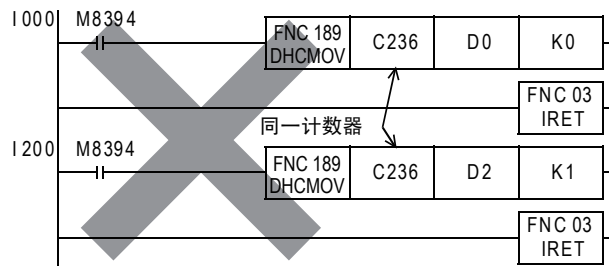 I000 M8394
FNC 189
DHCMOV C236 D0 K0
FNC 03
IRET
同一计数器
I200 M8394
FNC 189
DHCMOV C236 D2 K1
FNC 03
IRET